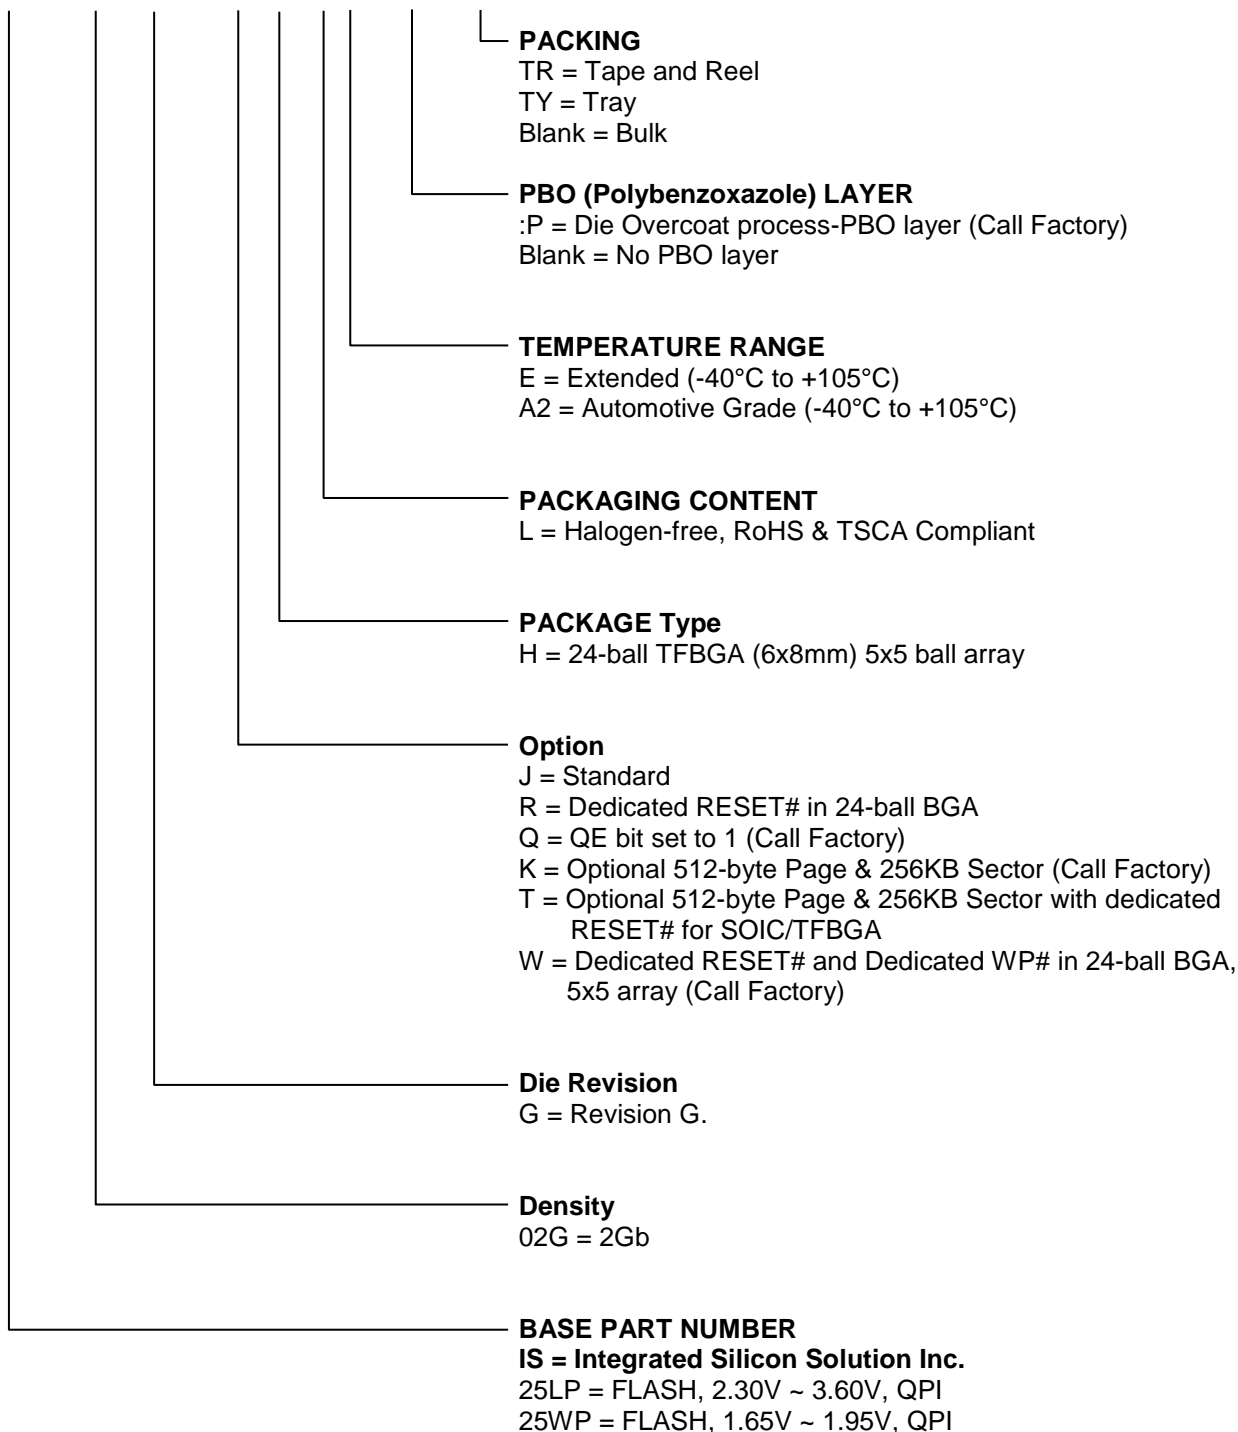 PACKING
TR = Tape and Reel
TY = Tray
Blank = Bulk
PBO (Polybenzoxazole) LAYER
:P = Die Overcoat process-PBO layer (Call Factory)
Blank = No PBO layer
TEMPERATURE RANGE
E = Extended (-40°C to +105°C)
A2 = Automotive Grade (-40°C to +105°C)
PACKAGING CONTENT
L = Halogen-free, RoHS & TSCA Compliant
PACKAGE Type
H = 24-ball TFBGA (6x8mm) 5x5 ball array
Option
J = Standard
R = Dedicated RESET# in 24-ball BGA
Q = QE bit set to 1 (Call Factory)
K = Optional 512-byte Page & 256KB Sector (Call Factory)
T = Optional 512-byte Page & 256KB Sector with dedicated
RESET# for SOIC/TFBGA
W = Dedicated RESET# and Dedicated WP# in 24-ball BGA,
5x5 array (Call Factory)
Die Revision
G = Revision G.
Density
02G = 2Gb
BASE PART NUMBER
IS = Integrated Silicon Solution Inc.
25LP = FLASH, 2.30V ~ 3.60V, QPI
25WP = FLASH, 1.65V ~ 1.95V, QPI